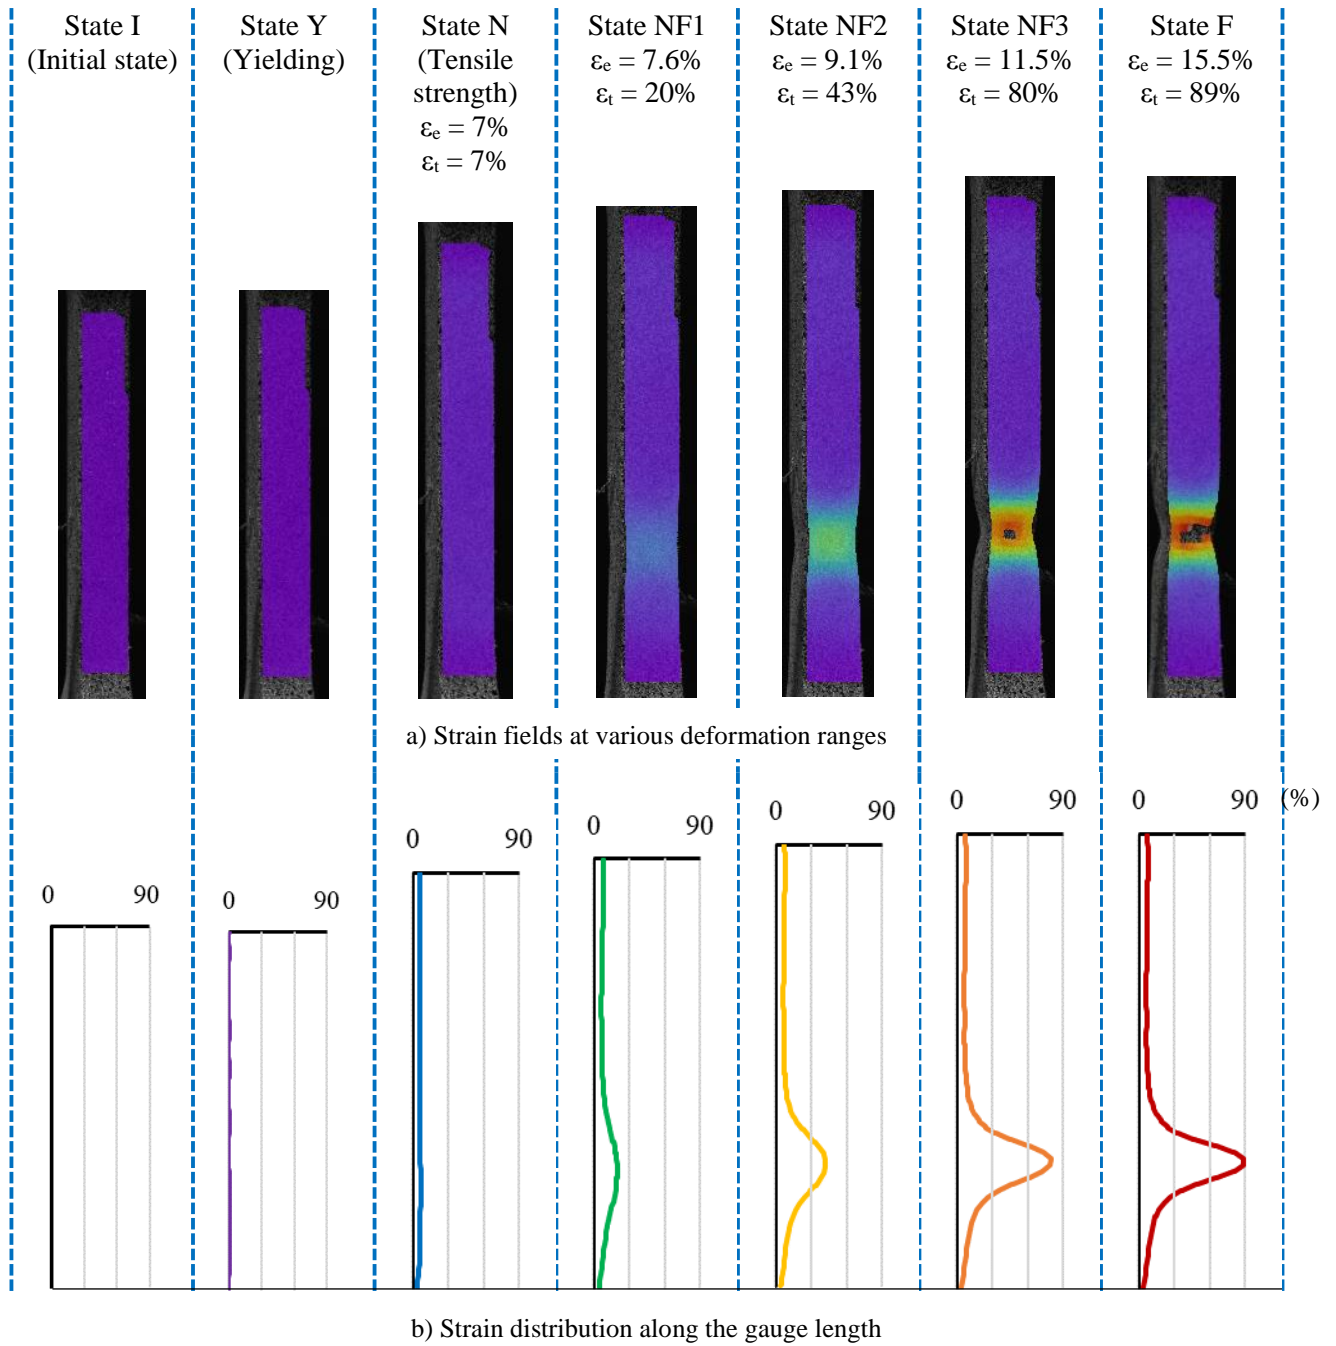 State I
(Initial state)
State Y
(Yielding)
State N
(Tensile
strength)
εe = 7%
εt = 7%
State NF1
εe = 7.6%
εt = 20%
State NF2
εe = 9.1%
εt = 43%
State NF3
εe = 11.5%
εt = 80%
State F
εe = 15.5%
εt = 89%
a) Strain fields at various deformation ranges
0 90
0 90
0 90
0 90
0 90
0 90
0 90 (%)
b) Strain distribution along the gauge length